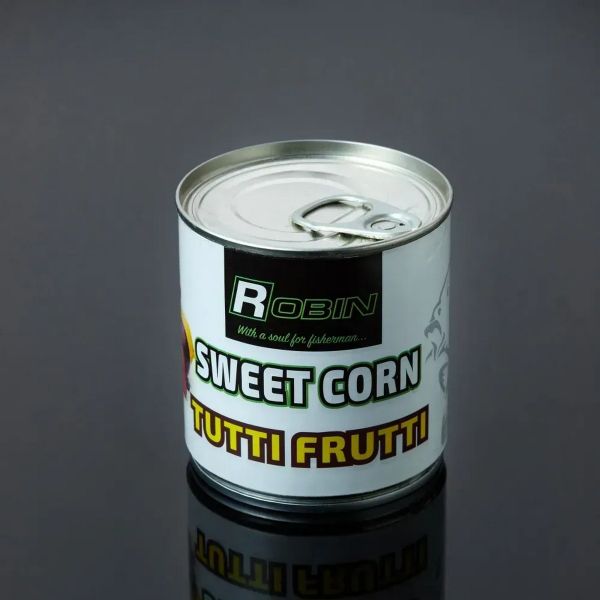 ROBIN
With a soul for fisherman...
SWEET CORN
TUTTI FRUTTI